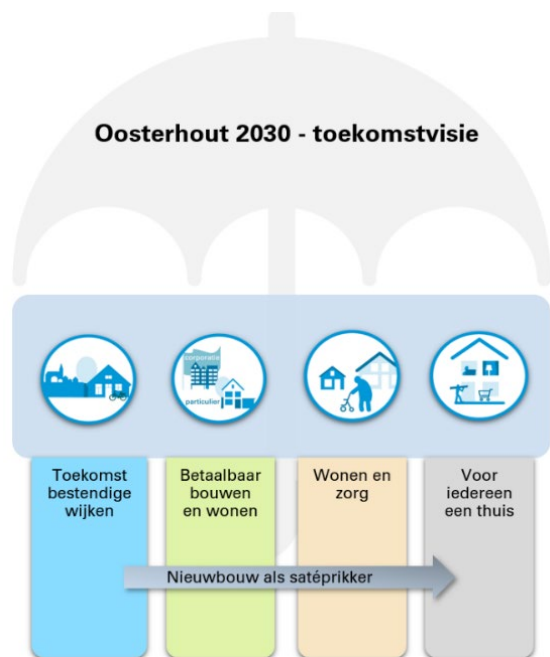 Oosterhout 2030 - toekomstvisie
corporatie
particulier
Toekomst
bestendige
wijken
Betaalbaar
bouwen
en wonen
Wonen en
zorg
Voor
iedereen
een thuis
Nieuwbouw als satéprikker